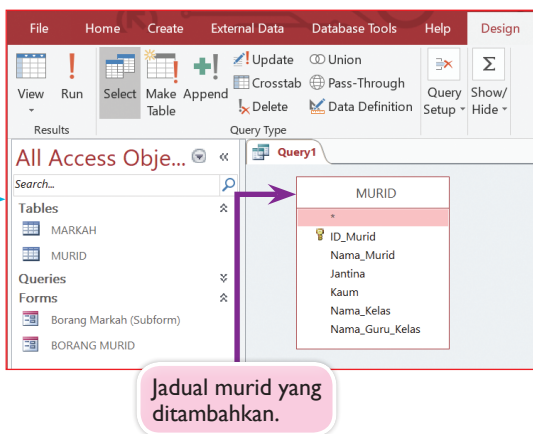 File Home Create External Data Database Tools Help Design
View Run Select Make Table Append Update Crosstab Delete Union Pass-Through Data Definition Query Setup Show/Hide
Results Query Type
All Access Obje... «
Search...
Tables
MARKAH
MURID
Queries
Forms
Borang Markah (Subform)
BORANG MURID
Query1
MURID
*
ID_Murid
Nama_Murid
Jantina
Kaum
Nama_Kelas
Nama_Guru_Kelas
Jadual murid yang
ditambahkan.